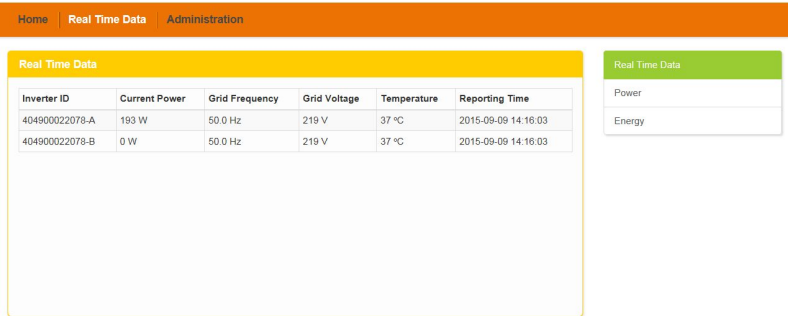 Home Real Time Data Administration
Real Time Data
Inverter ID Current Power Grid Frequency Grid Voltage Temperature Reporting Time
404900022078-A 193 W 50.0 Hz 219 V 37 ºC 2015-09-09 14:16:03
404900022078-B 0 W 50.0 Hz 219 V 37 ºC 2015-09-09 14:16:03
Real Time Data
Power
Energy